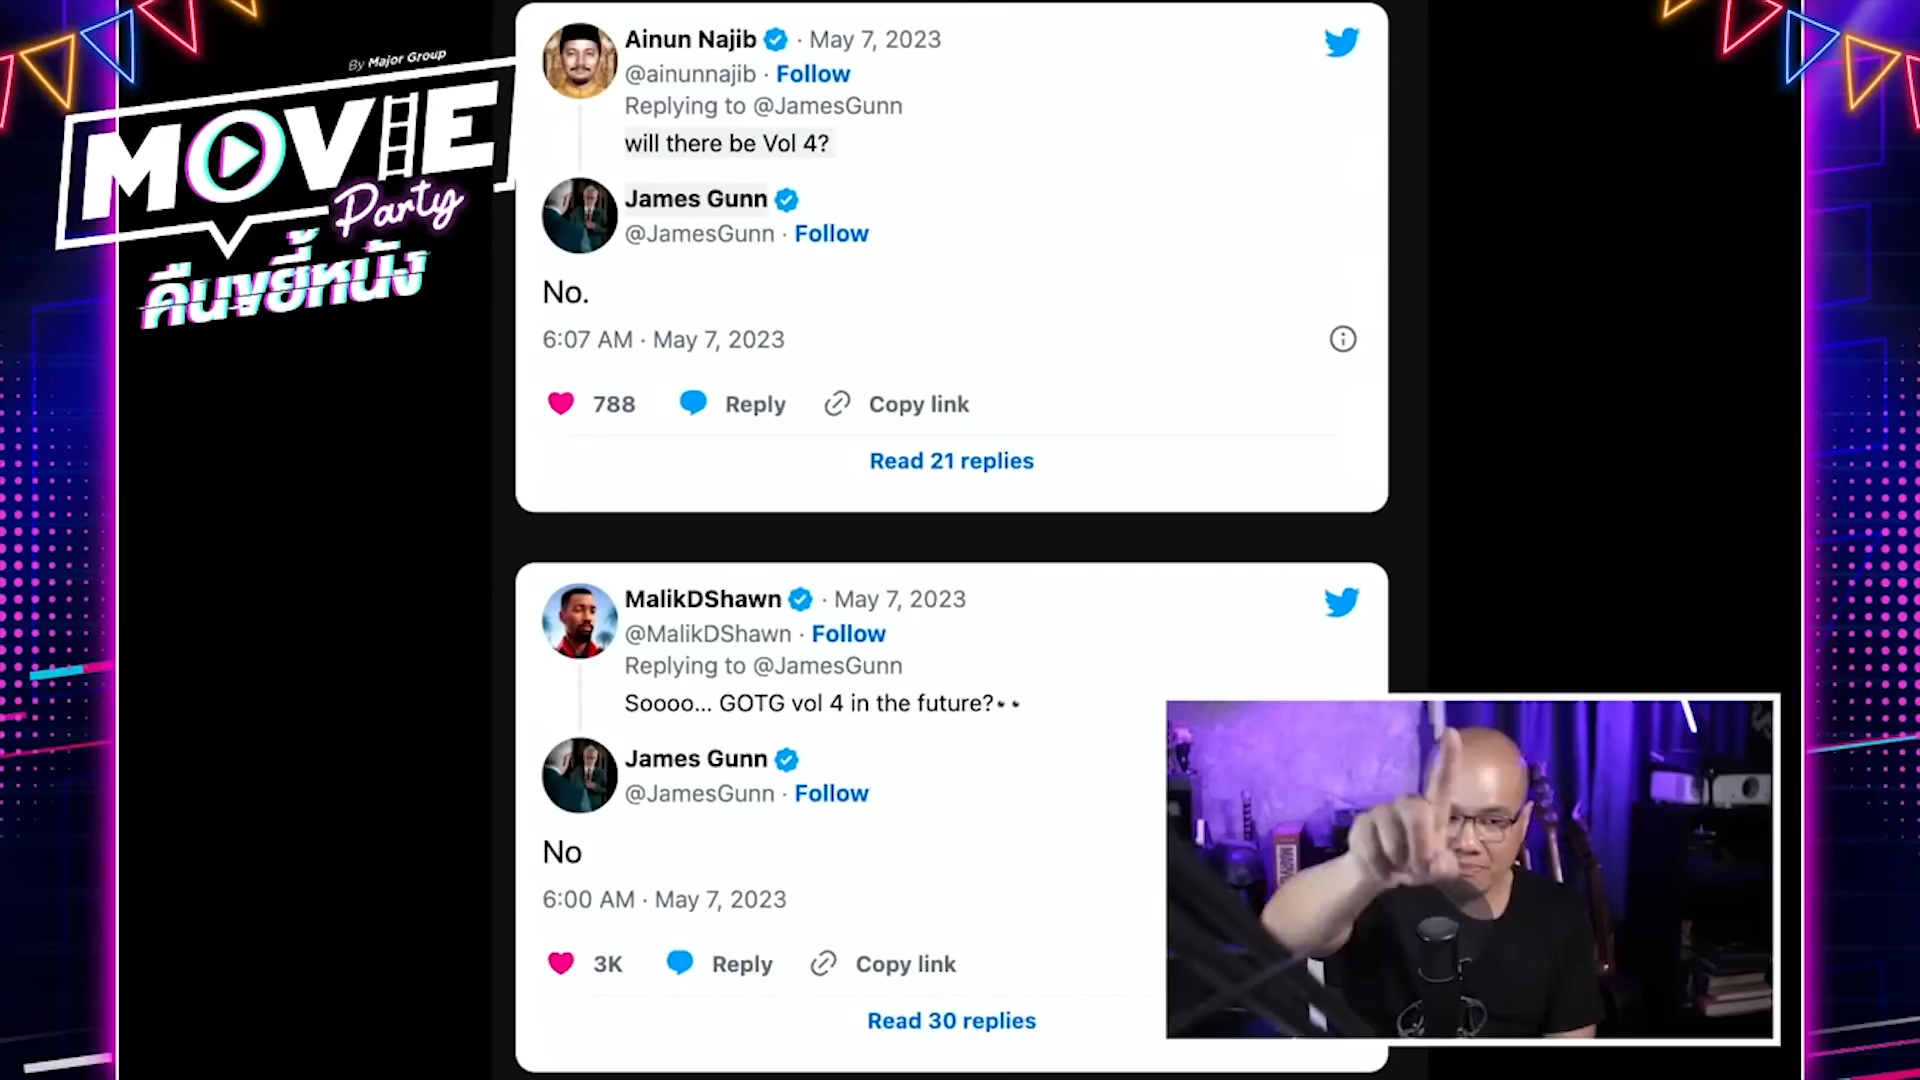 By Major Group
MOVIE
Party
คืนขยี้หนัง
Ainun Najib · May 7, 2023
@ainunnajib · Follow
Replying to @JamesGunn
will there be Vol 4?
James Gunn
@JamesGunn · Follow
No.
6:07 AM · May 7, 2023
788 Reply Copy link
Read 21 replies
MalikDShawn · May 7, 2023
@MalikDShawn · Follow
Replying to @JamesGunn
Soooo... GOTG vol 4 in the future?
James Gunn
@JamesGunn · Follow
No
6:00 AM · May 7, 2023
3K Reply Copy link
Read 30 replies